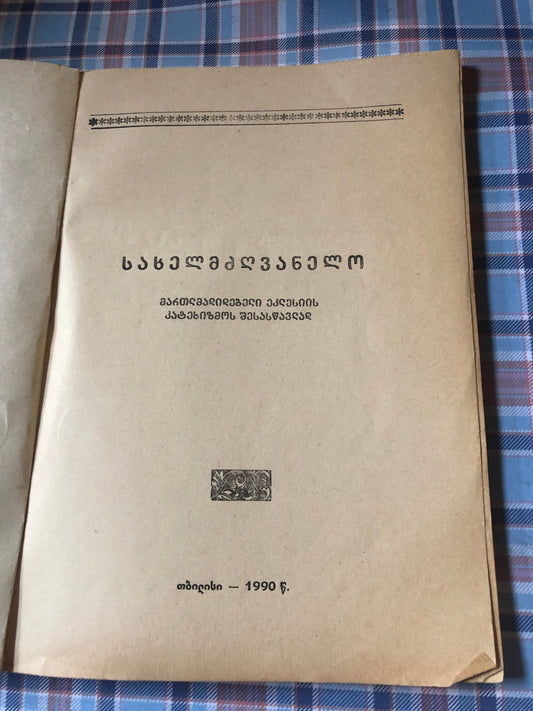 სახელმძღვანელო
მართლმადიდებელი ეკლესიის
კატეხიზმოს შესასწავლად
თბილისი — 1990 წ.